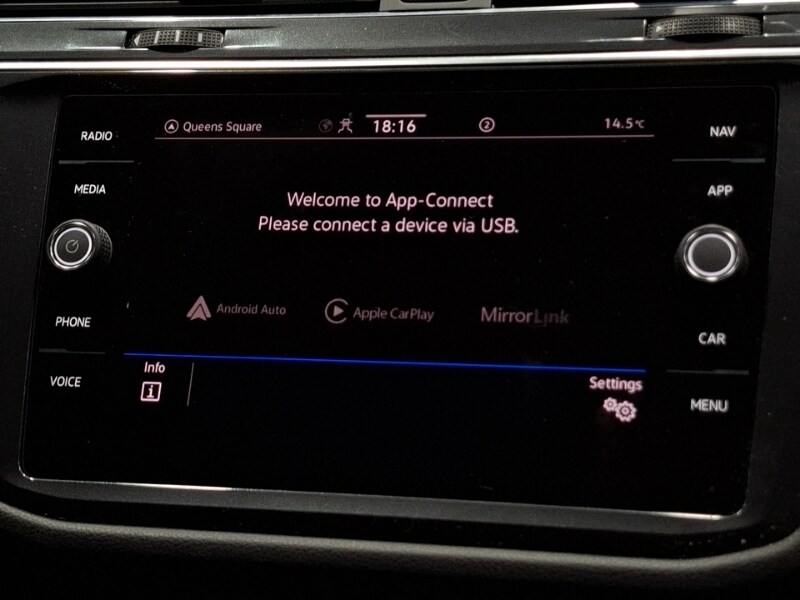 RADIO
MEDIA
PHONE
VOICE
Queens Square
18:16
2
14.5°C
Welcome to App-Connect
Please connect a device via USB.
Android Auto
Apple CarPlay
MirrorLink
Info
i
Settings
NAV
APP
CAR
MENU